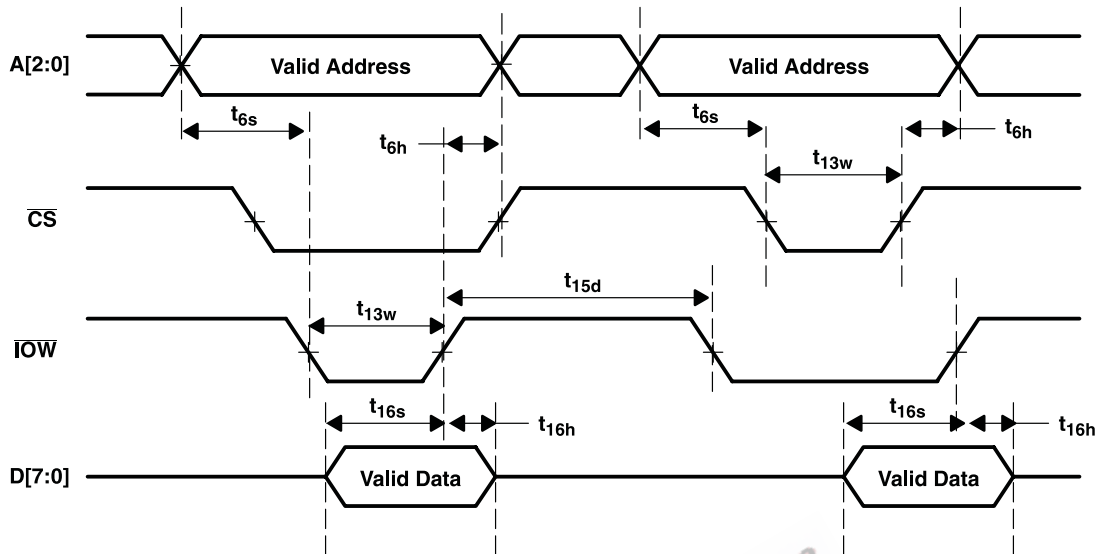 A[2:0]
Valid Address
Valid Address
t6s
t6h
t6s
t6h
t13w
CS
t15d
t13w
IOW
t16s
t16h
t16s
t16h
D[7:0]
Valid Data
Valid Data